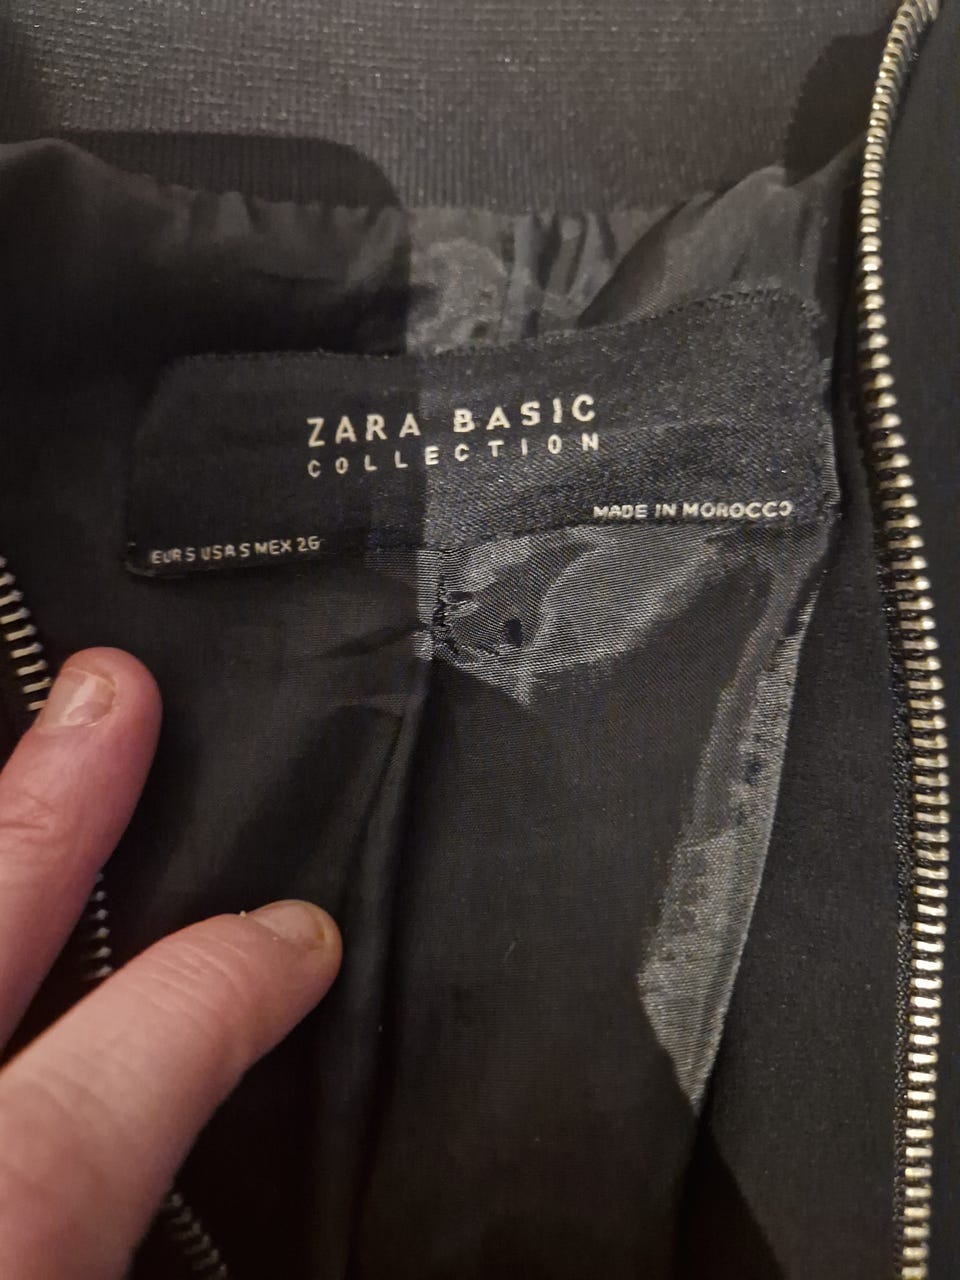 ZARA BASIC
COLLECTION
MADE IN MOROCCO
EUR S USA S MEX 26